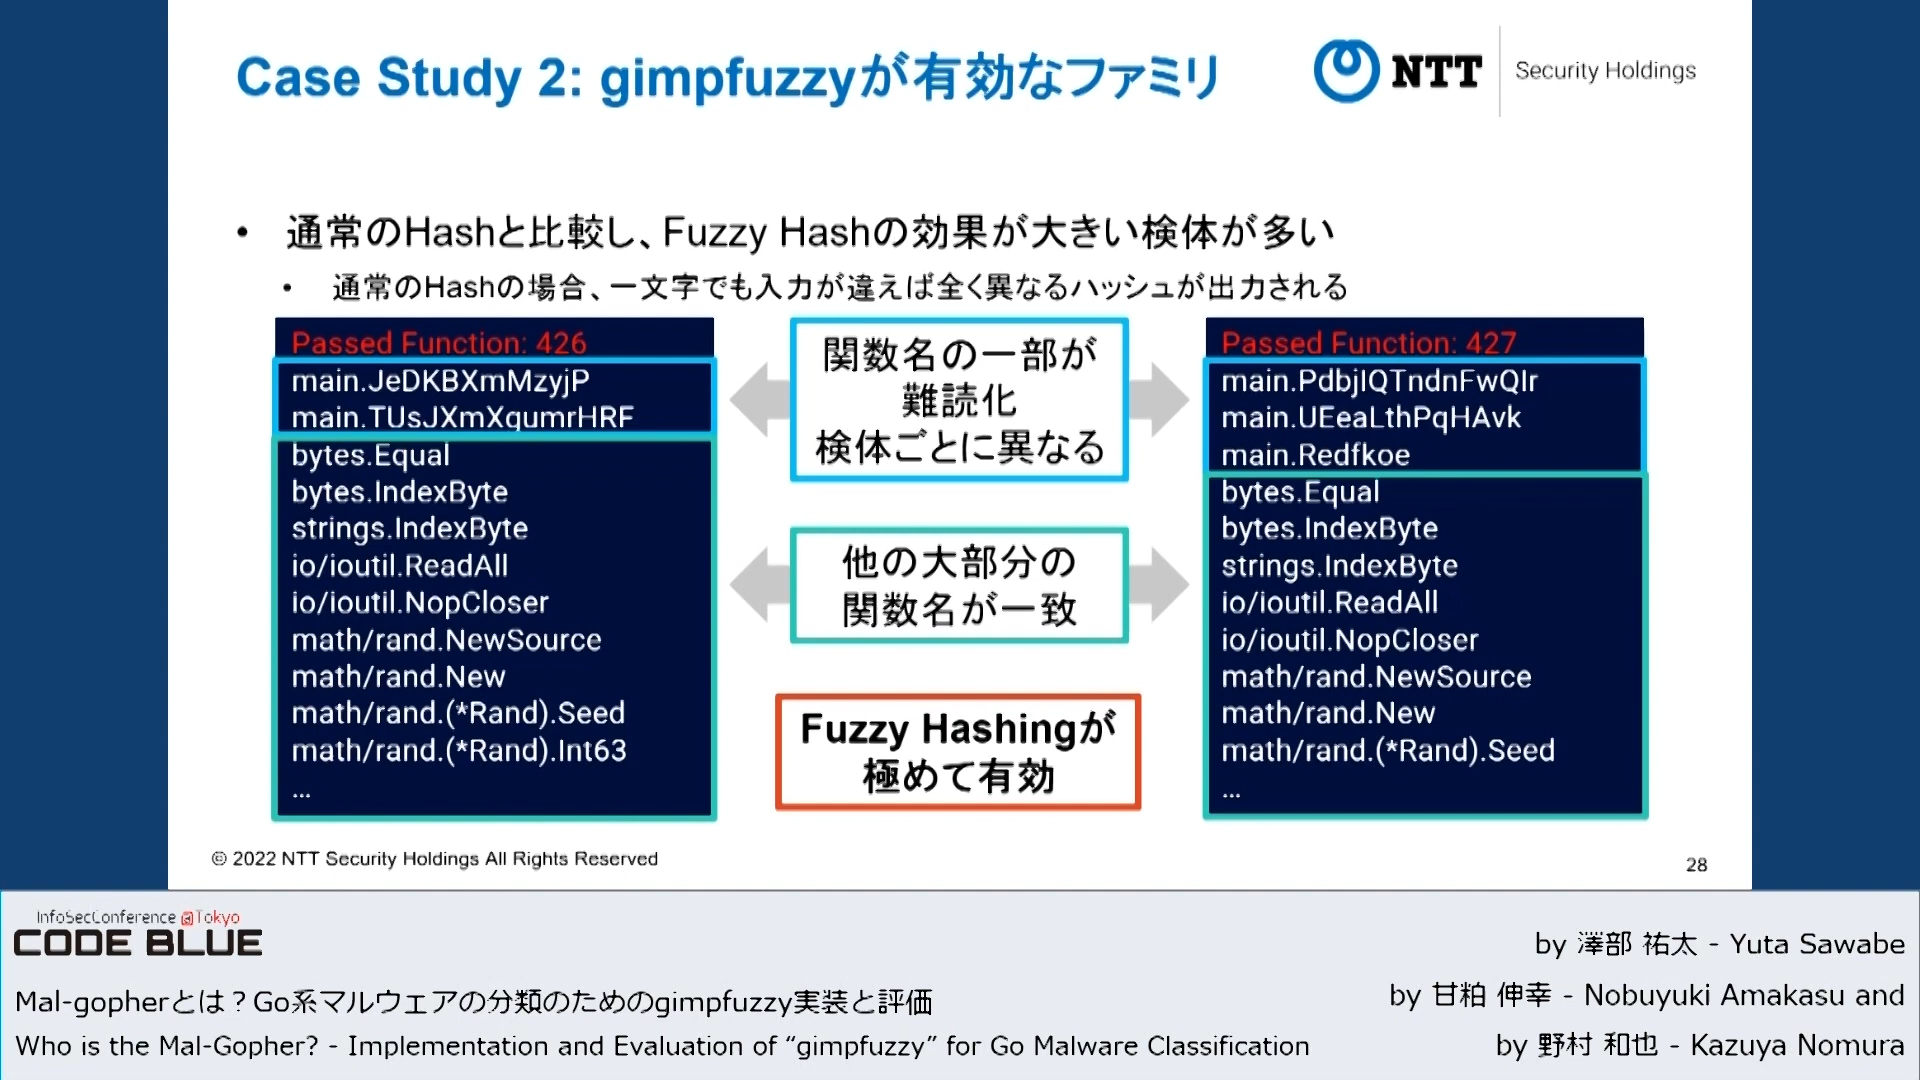 Case Study 2: gimpfuzzyが有効なファミリ
NTT Security Holdings
• 通常のHashと比較し、Fuzzy Hashの効果が大きい検体が多い
• 通常のHashの場合、一文字でも入力が違えば全く異なるハッシュが出力される
Passed Function: 426
main.JeDKBXmMzyjP
main.TUsJXmXqumrHRF
bytes.Equal
bytes.IndexByte
strings.IndexByte
io/ioutil.ReadAll
io/ioutil.NopCloser
math/rand.NewSource
math/rand.New
math/rand.(*Rand).Seed
math/rand.(*Rand).Int63
...
関数名の一部が
難読化
検体ごとに異なる
他の大部分の
関数名が一致
Fuzzy Hashingが
極めて有効
Passed Function: 427
main.PdbjIQTndnFwQIr
main.UEeaLthPqHAvk
main.Redfkoe
bytes.Equal
bytes.IndexByte
strings.IndexByte
io/ioutil.ReadAll
io/ioutil.NopCloser
math/rand.NewSource
math/rand.New
math/rand.(*Rand).Seed
...
© 2022 NTT Security Holdings All Rights Reserved
28
InfoSecConference @Tokyo
CODE BLUE
Mal-gopherとは？Go系マルウェアの分類のためのgimpfuzzy実装と評価
Who is the Mal-Gopher? - Implementation and Evaluation of “gimpfuzzy” for Go Malware Classification
by 澤部 祐太 - Yuta Sawabe
by 甘粕 伸幸 - Nobuyuki Amakasu and
by 野村 和也 - Kazuya Nomura